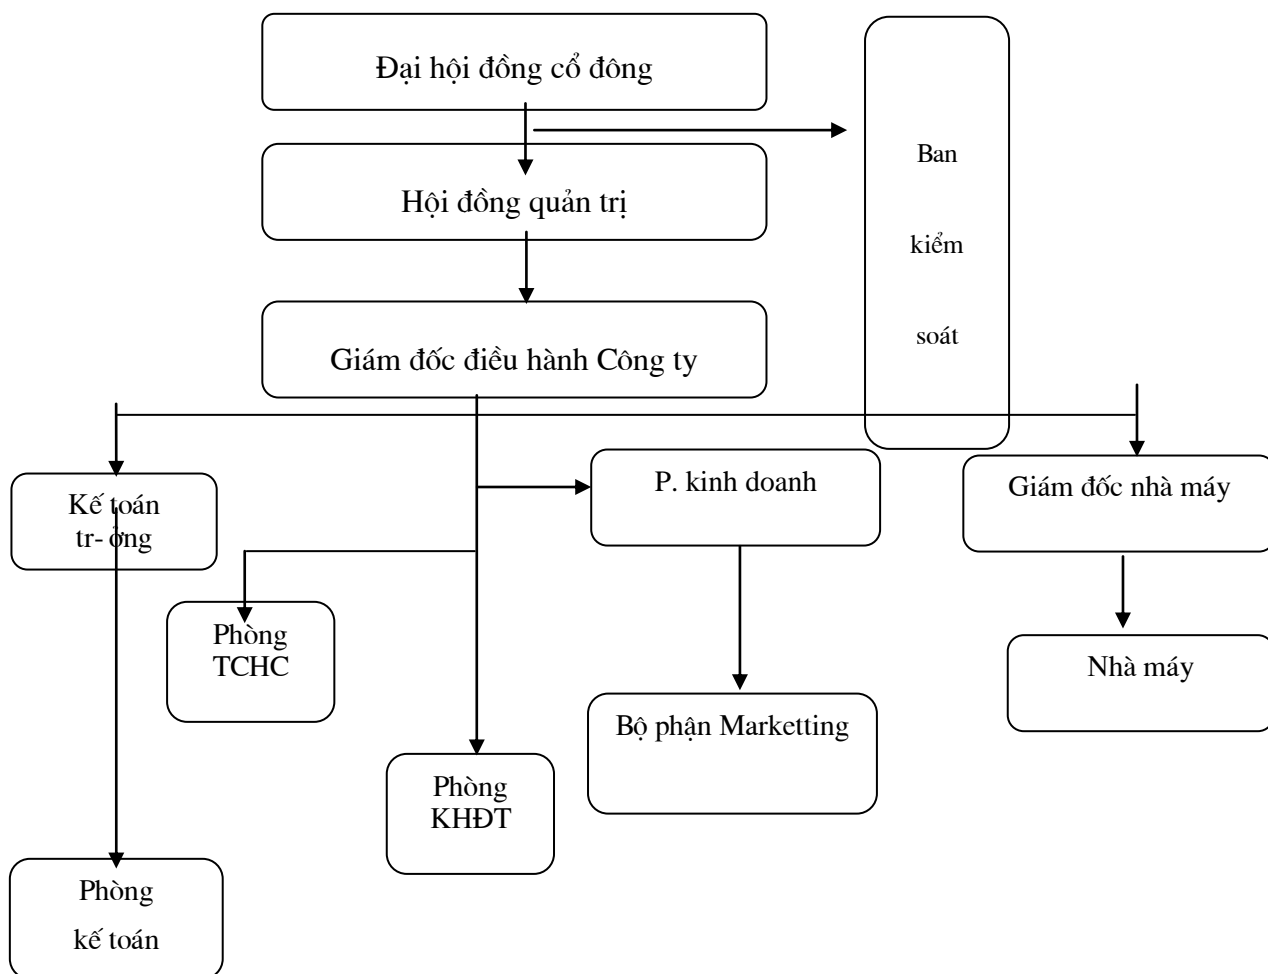 Đại hội đồng cổ đông
Ban
kiểm
soát
Hội đồng quản trị
Giám đốc điều hành Công ty
Kế toán
tr- ởng
P. kinh doanh
Giám đốc nhà máy
Phòng
TCHC
Nhà máy
Bộ phận Marketting
Phòng
KHĐT
Phòng
kế toán